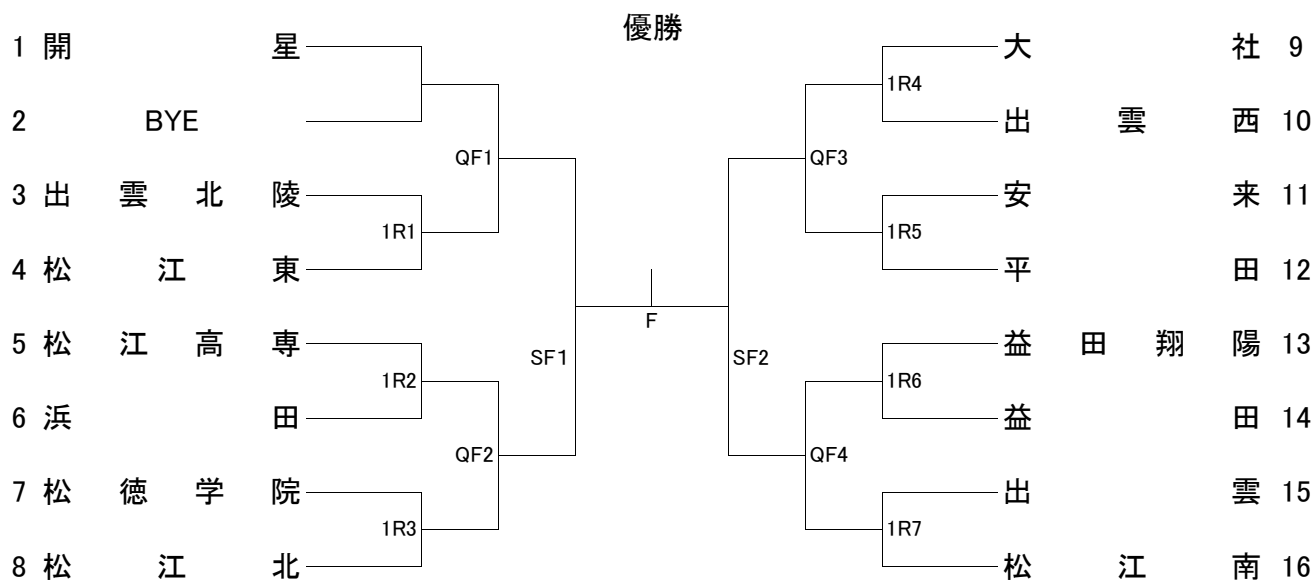 優勝
1 開星
2 BYE
3 出雲北陵
4 松江東
5 松江高専
6 浜田
7 松徳学院
8 松江北
1R1
1R2
1R3
QF1
QF2
SF1
F
SF2
QF3
QF4
1R4
1R5
1R6
1R7
大社 9
出雲西 10
安来 11
平田 12
益田翔陽 13
益田 14
出雲 15
松江南 16